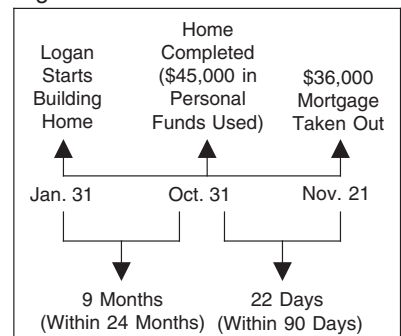 Logan
Starts
Building
Home
Home
Completed
($45,000 in
Personal
Funds Used)
$36,000
Mortgage
Taken Out
Jan. 31
Oct. 31
Nov. 21
9 Months
(Within 24 Months)
22 Days
(Within 90 Days)